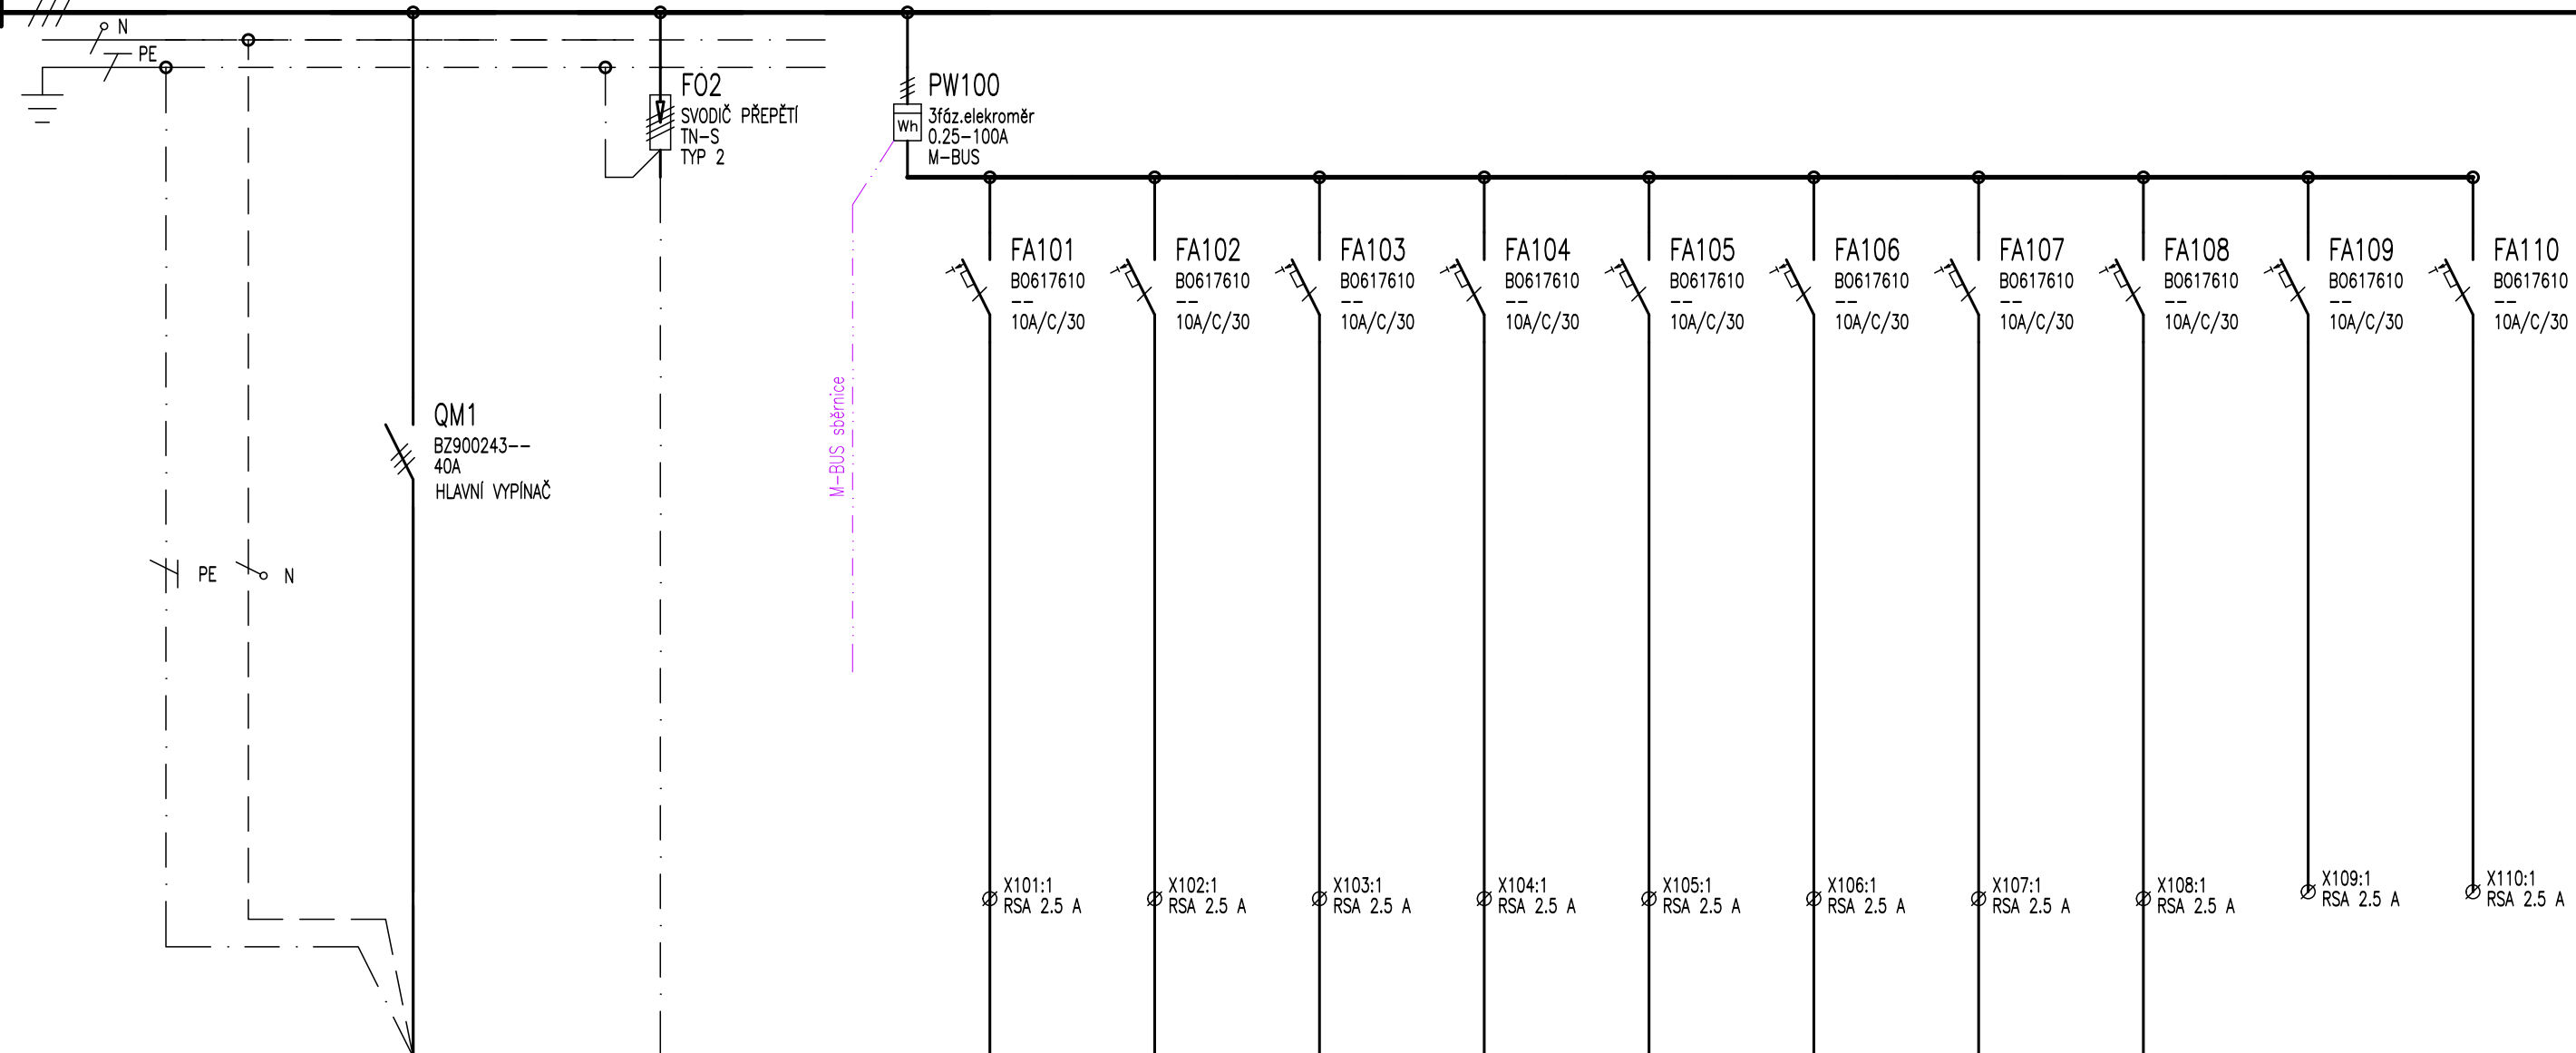 N
PE
FO2
SVODIČ PŘEPĚTÍ
TN-S
TYP 2
PW100
Wh
3fáz.elekroměr
0.25-100A
M-BUS
FA101
B0617610
--
10A/C/30
FA102
B0617610
--
10A/C/30
FA103
B0617610
--
10A/C/30
FA104
B0617610
--
10A/C/30
FA105
B0617610
--
10A/C/30
FA106
B0617610
--
10A/C/30
FA107
B0617610
--
10A/C/30
FA108
B0617610
--
10A/C/30
FA109
B0617610
--
10A/C/30
FA110
B0617610
--
10A/C/30
M-BUS sběrnice
QM1
BZ900243--
40A
HLAVNÍ VYPÍNAČ
PE
N
X101:1
RSA 2.5 A
X102:1
RSA 2.5 A
X103:1
RSA 2.5 A
X104:1
RSA 2.5 A
X105:1
RSA 2.5 A
X106:1
RSA 2.5 A
X107:1
RSA 2.5 A
X108:1
RSA 2.5 A
X109:1
RSA 2.5 A
X110:1
RSA 2.5 A